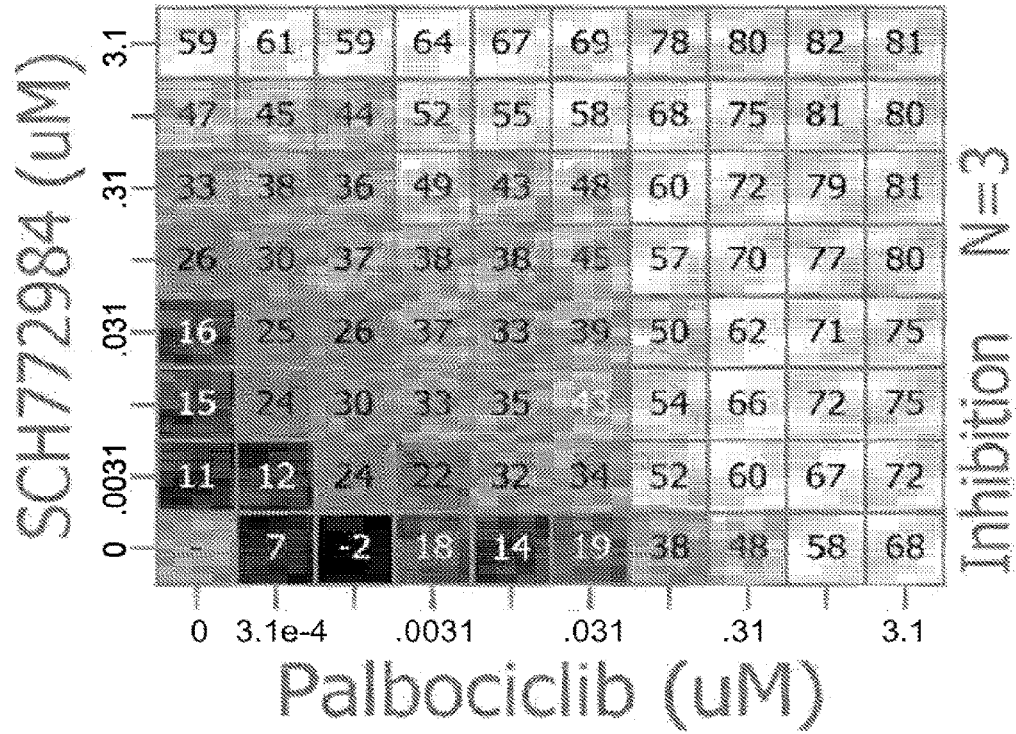 3.1 59 61 59 64 67 69 78 80 82 81
47 45 44 52 55 58 68 75 81 80
.31 33 38 36 49 43 48 60 72 79 81
26 36 37 38 38 45 57 70 77 80
.031 16 25 26 37 33 39 50 62 71 75
15 24 30 33 35 43 54 66 72 75
.0031 11 12 24 22 32 34 52 60 67 72
0 - 7 -2 18 14 19 38 48 58 68
0 3.1e-4 .0031 .031 .31 3.1
Palbociclib (uM)
SCH772984 (uM)
Inhibition N=3